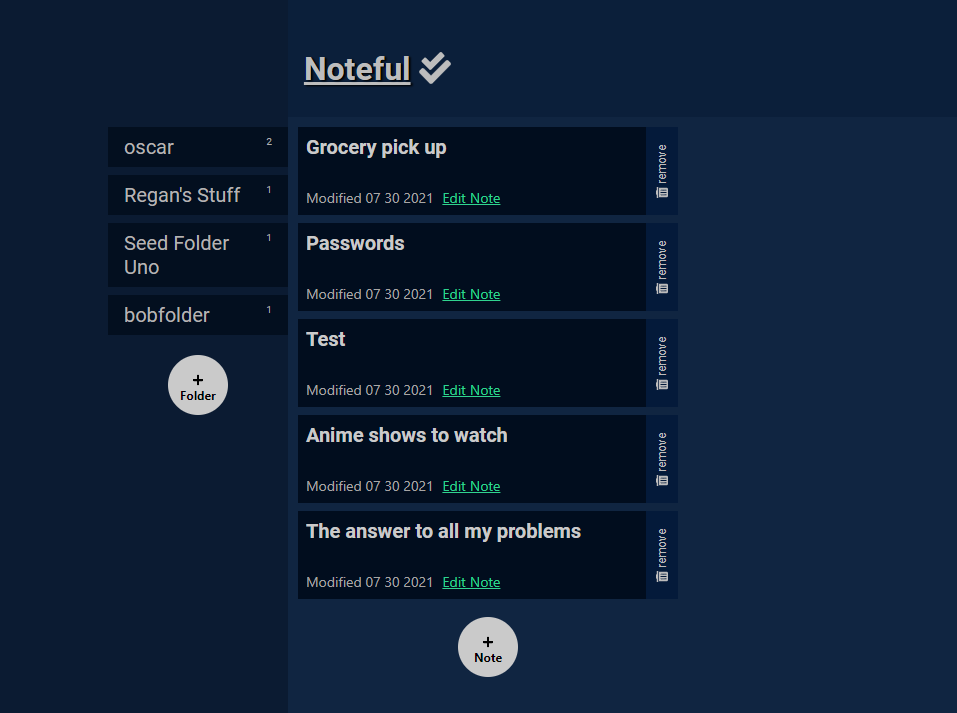 Noteful
oscar 2
Regan's Stuff 1
Seed Folder 1
Uno
bobfolder 1
+
Folder
Grocery pick up
Modified 07 30 2021 Edit Note
remove
Passwords
Modified 07 30 2021 Edit Note
remove
Test
Modified 07 30 2021 Edit Note
remove
Anime shows to watch
Modified 07 30 2021 Edit Note
remove
The answer to all my problems
Modified 07 30 2021 Edit Note
remove
+
Note